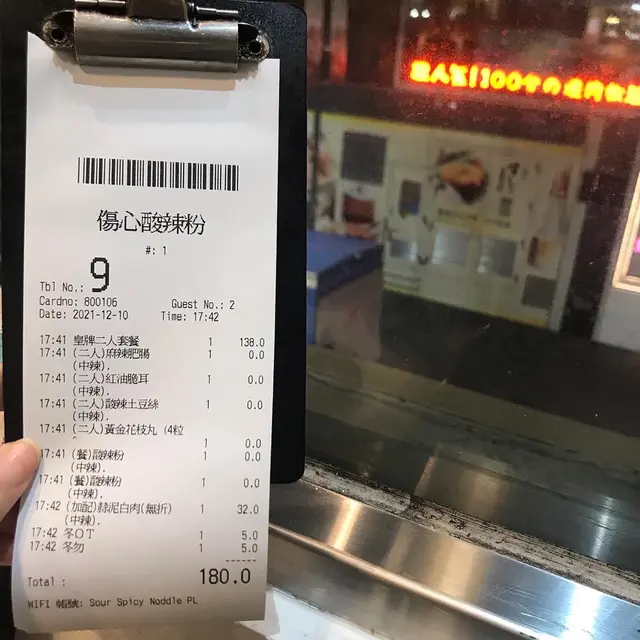 傷心酸辣粉
#: 1
Tbl No.: 9
Cardno: 800106 Guest No.: 2
Date: 2021-12-10 Time: 17:42
17:41 皇牌二人套餐 1 138.0
17:41 (二人)麻辣肥腸 1 0.0
(中辣).
17:41 (二人)紅油脆耳 1 0.0
(中辣).
17:41 (二人)酸辣土豆絲 1 0.0
(中辣).
17:41 (二人)黃金花枝丸 (4粒
1 0.0
17:41 (餐)酸辣粉 1 0.0
(中辣).
17:41 (餐)酸辣粉 1 0.0
(中辣).
17:42 (加配)蒜泥白肉(無折) 1 32.0
(中辣).
17:42 冬OT 1 5.0
17:42 冬勿 1 5.0
------
Total : 180.0
WIFI 帳號: Sour Spicy Noddle PL